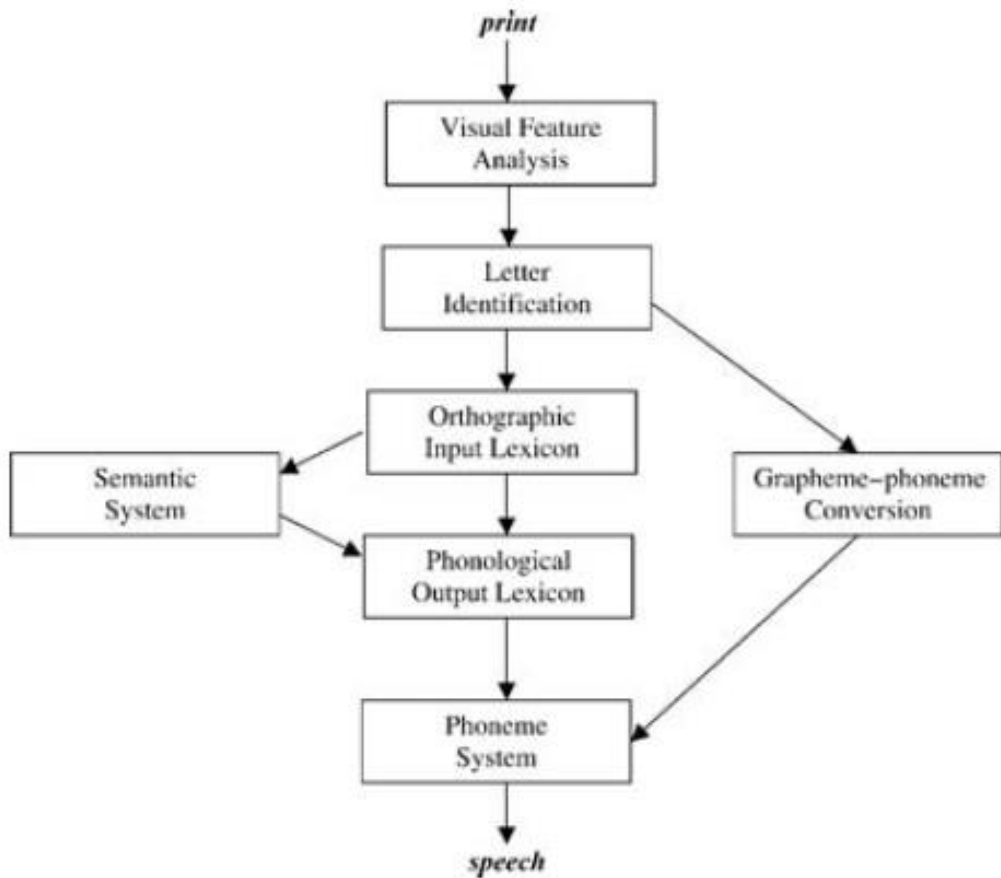 print
Visual Feature
Analysis
Letter
Identification
Orthographic
Input Lexicon
Semantic
System
Grapheme–phoneme
Conversion
Phonological
Output Lexicon
Phoneme
System
speech